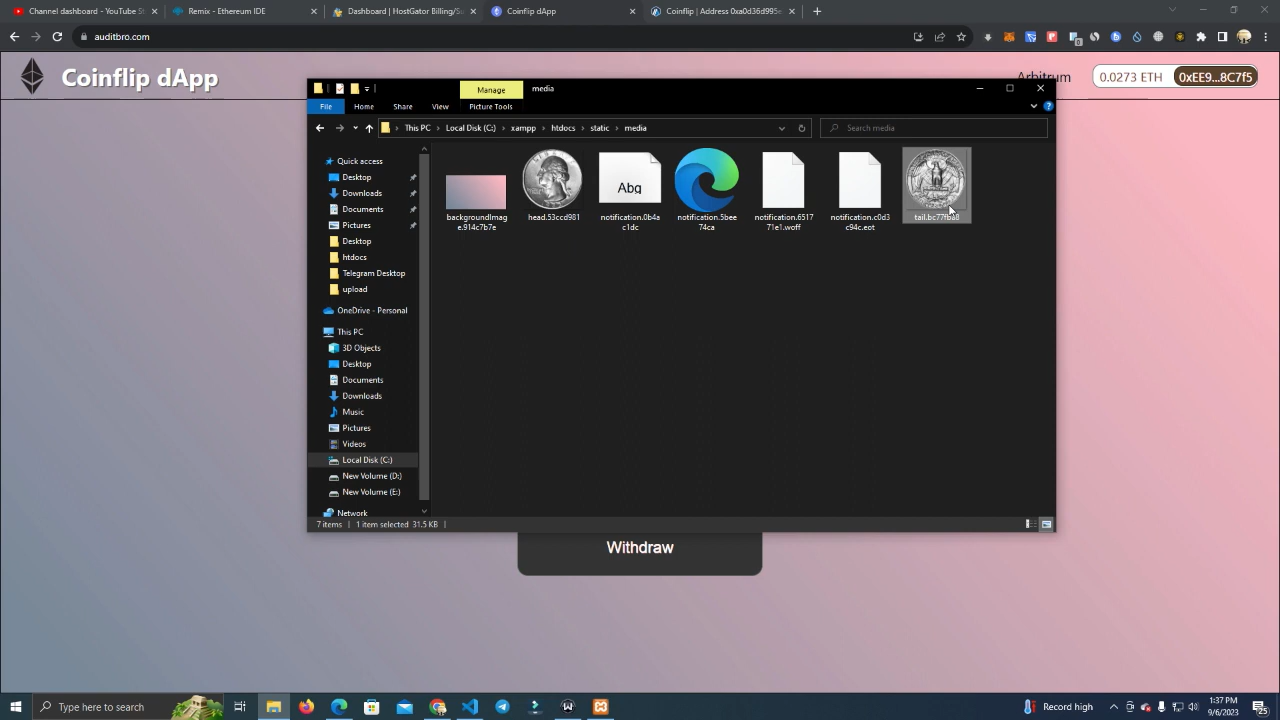 Channel dashboard - YouTube St
Remix - Ethereum IDE
Dashboard | HostGator Billing/Su
Coinflip dApp
Coinflip | Address 0xa0d36d995e
auditbro.com
Coinflip dApp
Arbitrum
0.0273 ETH
0xEE9...8C7f5
Manage
media
File
Home
Share
View
Picture Tools
This PC
Local Disk (C:)
xampp
htdocs
static
media
Search media
Quick access
Desktop
Downloads
Documents
Pictures
Desktop
htdocs
Telegram Desktop
upload
OneDrive - Personal
This PC
3D Objects
Desktop
Documents
Downloads
Music
Pictures
Videos
Local Disk (C:)
New Volume (D:)
New Volume (E:)
Network
backgroundImag
e.914c7b7e
head.53ccd981
Abg
notification.0b4a
c1dc
notification.5bee
74ca
notification.6517
71e1.woff
notification.c0d3
c94c.eot
7 items
1 item selected
31.5 KB
Withdraw
Type here to search
Record high
1:37 PM
9/6/2023